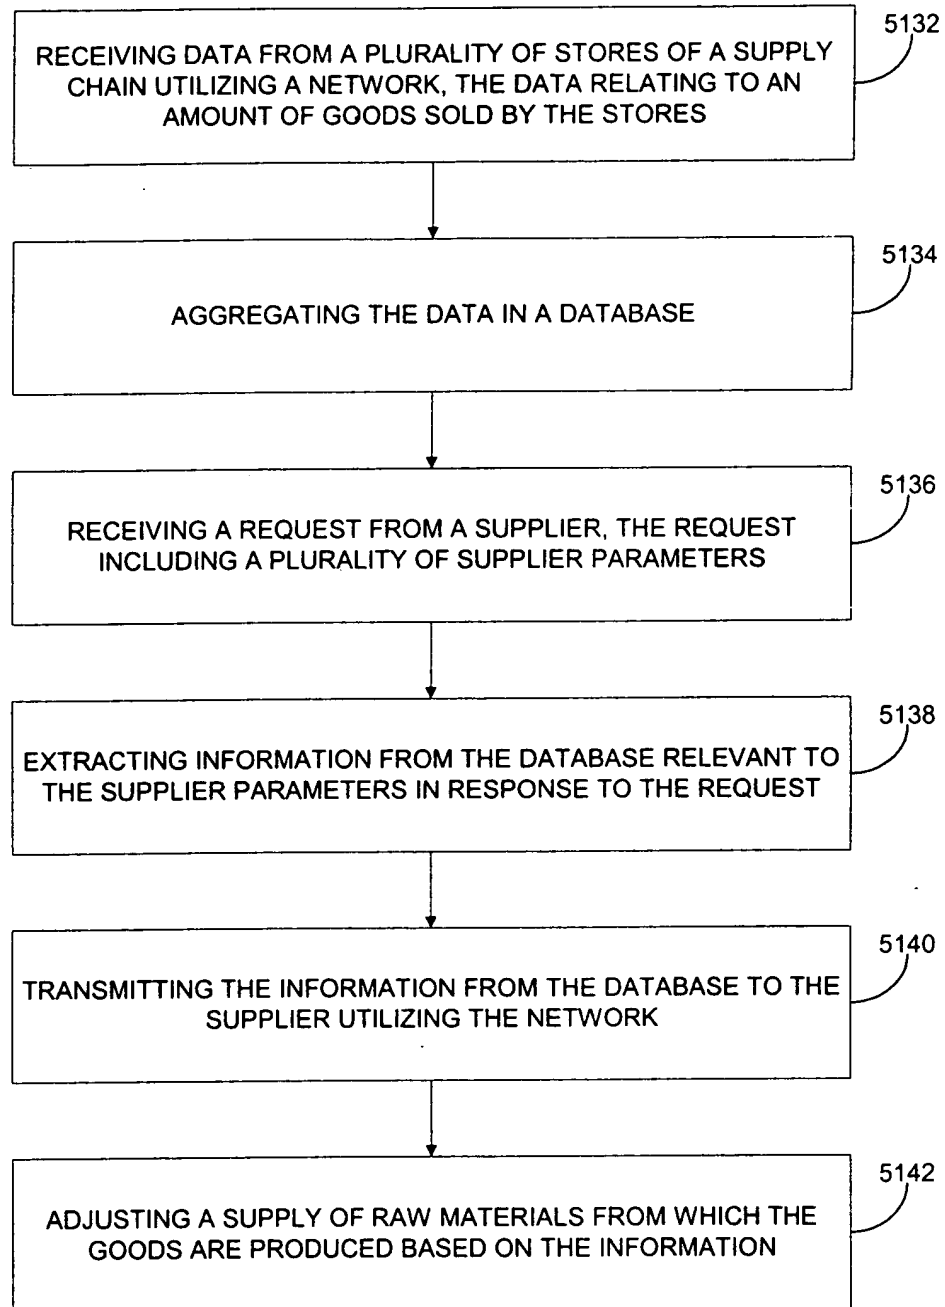 5132
RECEIVING DATA FROM A PLURALITY OF STORES OF A SUPPLY
CHAIN UTILIZING A NETWORK, THE DATA RELATING TO AN
AMOUNT OF GOODS SOLD BY THE STORES
5134
AGGREGATING THE DATA IN A DATABASE
5136
RECEIVING A REQUEST FROM A SUPPLIER, THE REQUEST
INCLUDING A PLURALITY OF SUPPLIER PARAMETERS
5138
EXTRACTING INFORMATION FROM THE DATABASE RELEVANT TO
THE SUPPLIER PARAMETERS IN RESPONSE TO THE REQUEST
5140
TRANSMITTING THE INFORMATION FROM THE DATABASE TO THE
SUPPLIER UTILIZING THE NETWORK
5142
ADJUSTING A SUPPLY OF RAW MATERIALS FROM WHICH THE
GOODS ARE PRODUCED BASED ON THE INFORMATION